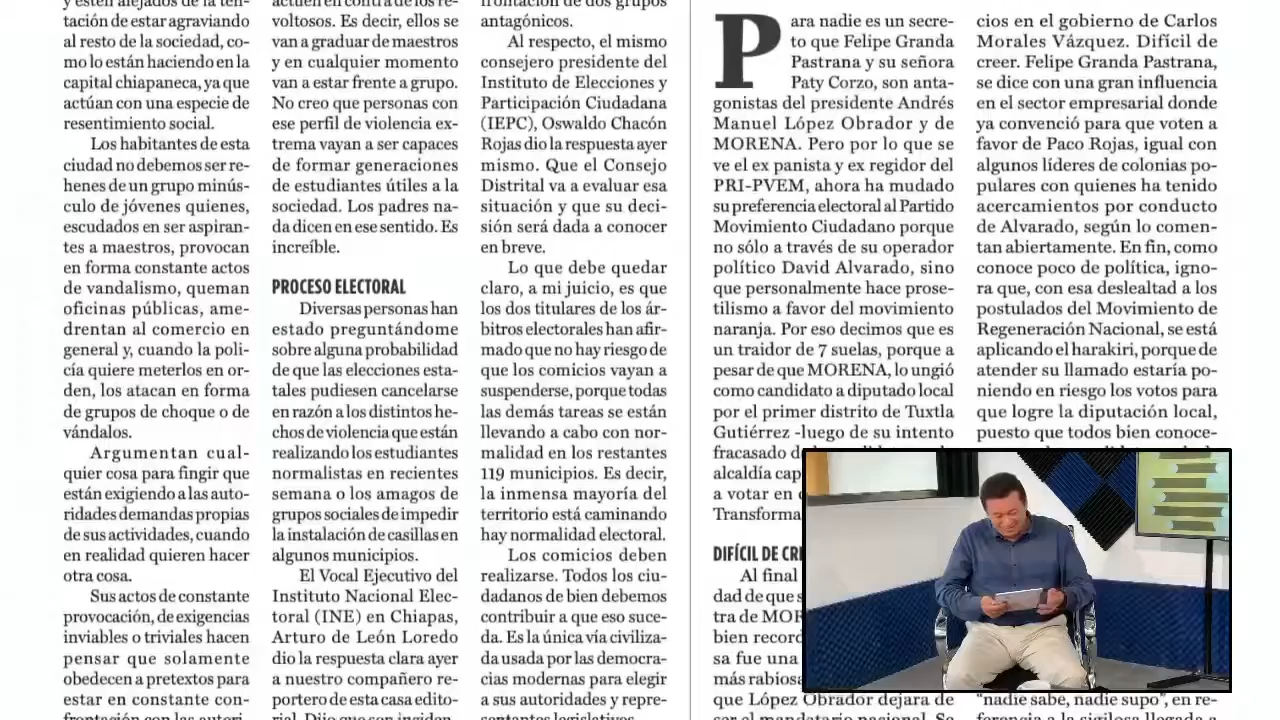 y estén alejados de la ten-
tación de estar agraviando
al resto de la sociedad, co-
mo lo están haciendo en la
capital chiapaneca, ya que
actúan con una especie de
resentimiento social.
Los habitantes de esta
ciudad no debemos ser re-
henes de un grupo minús-
culo de jóvenes quienes,
escudados en ser aspiran-
tes a maestros, provocan
en forma constante actos
de vandalismo, queman
oficinas públicas, ame-
drentan al comercio en
general y, cuando la poli-
cía quiere meterlos en or-
den, los atacan en forma
de grupos de choque o de
vándalos.
Argumentan cual-
quier cosa para fingir que
están exigiendo a las auto-
ridades demandas propias
de sus actividades, cuando
en realidad quieren hacer
otra cosa.
Sus actos de constante
provocación, de exigencias
inviables o triviales hacen
pensar que solamente
obedecen a pretextos para
estar en constante con-
frontación con las autori-
actúen en contra de los re-
voltosos. Es decir, ellos se
van a graduar de maestros
y en cualquier momento
van a estar frente a grupo.
No creo que personas con
ese perfil de violencia ex-
trema vayan a ser capaces
de formar generaciones
de estudiantes útiles a la
sociedad. Los padres na-
da dicen en ese sentido. Es
increíble.
PROCESO ELECTORAL
Diversas personas han
estado preguntándome
sobre alguna probabilidad
de que las elecciones esta-
tales pudiesen cancelarse
en razón a los distintos he-
chos de violencia que están
realizando los estudiantes
normalistas en recientes
semana o los amagos de
grupos sociales de impedir
la instalación de casillas en
algunos municipios.
El Vocal Ejecutivo del
Instituto Nacional Elec-
toral (INE) en Chiapas,
Arturo de León Loredo
dio la respuesta clara ayer
a nuestro compañero re-
portero de esta casa edito-
rial. Dijo que son inciden-
frontación de dos grupos
antagónicos.
Al respecto, el mismo
consejero presidente del
Instituto de Elecciones y
Participación Ciudadana
(IEPC), Oswaldo Chacón
Rojas dio la respuesta ayer
mismo. Que el Consejo
Distrital va a evaluar esa
situación y que su deci-
sión será dada a conocer
en breve.
Lo que debe quedar
claro, a mi juicio, es que
los dos titulares de los ár-
bitros electorales han afir-
mado que no hay riesgo de
que los comicios vayan a
suspenderse, porque todas
las demás tareas se están
llevando a cabo con nor-
malidad en los restantes
119 municipios. Es decir,
la inmensa mayoría del
territorio está caminando
hay normalidad electoral.
Los comicios deben
realizarse. Todos los ciu-
dadanos de bien debemos
contribuir a que eso suce-
da. Es la única vía civiliza-
da usada por las democra-
cias modernas para elegir
a sus autoridades y repre-
sentantes legislativos.
Para nadie es un secre-
to que Felipe Granda
Pastrana y su señora
Paty Corzo, son anta-
gonistas del presidente Andrés
Manuel López Obrador y de
MORENA. Pero por lo que se
ve el ex panista y ex regidor del
PRI-PVEM, ahora ha mudado
su preferencia electoral al Partido
Movimiento Ciudadano porque
no sólo a través de su operador
político David Alvarado, sino
que personalmente hace prose-
tilismo a favor del movimiento
naranja. Por eso decimos que es
un traidor de 7 suelas, porque a
pesar de que MORENA, lo ungió
como candidato a diputado local
por el primer distrito de Tuxtla
Gutiérrez -luego de su intento
fracasado
alcaldía
a votar en
Transforma
DIFÍCIL DE
Al final
dad de que
tra de
bien
sa fue una
más
que López Obrador dejara de
ser el mandatario nacional. Se
cios en el gobierno de Carlos
Morales Vázquez. Difícil de
creer. Felipe Granda Pastrana,
se dice con una gran influencia
en el sector empresarial donde
ya convenció para que voten a
favor de Paco Rojas, igual con
algunos líderes de colonias po-
pulares con quienes ha tenido
acercamientos por conducto
de Alvarado, según lo comen-
tan abiertamente. En fin, como
conoce poco de política, igno-
ra que, con esa deslealtad a los
postulados del Movimiento de
Regeneración Nacional, se está
aplicando el harakiri, porque de
atender su llamado estaría po-
niendo en riesgo los votos para
que logre la diputación local,
puesto que todos bien conoce-
"nadie sabe, nadie supo", en re-
ferencia a la sigilosa llegada a